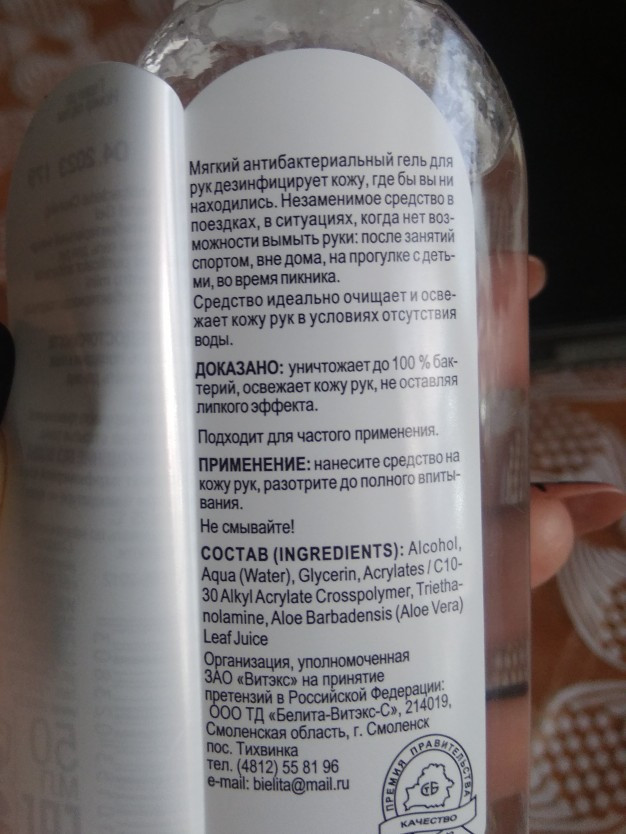 Мягкий антибактериальный гель для
рук дезинфицирует кожу, где бы вы ни
находились. Незаменимое средство в
поездках, в ситуациях, когда нет воз-
можности вымыть руки: после занятий
спортом, вне дома, на прогулке с деть-
ми, во время пикника.
Средство идеально очищает и осве-
жает кожу рук в условиях отсутствия
воды.
ДОКАЗАНО: уничтожает до 100 % бак-
терий, освежает кожу рук, не оставляя
липкого эффекта.
Подходит для частого применения.
ПРИМЕНЕНИЕ: нанесите средство на
кожу рук, разотрите до полного впиты-
вания.
Не смывайте!
СОСТАВ (INGREDIENTS): Alcohol,
Aqua (Water), Glycerin, Acrylates / C10-
30 Alkyl Acrylate Crosspolymer, Trietha-
nolamine, Aloe Barbadensis (Aloe Vera)
Leaf Juice
Организация, уполномоченная
ЗАО «Витэкс» на принятие
претензий в Российской Федерации:
ООО ТД «Белита-Витэкс-С», 214019,
Смоленская область, г. Смоленск
пос. Тихвинка
тел. (4812) 55 81 96
e-mail: bielita@mail.ru
ПРЕМИЯ ПРАВИТЕЛЬСТВА
КАЧЕСТВО
04 2023